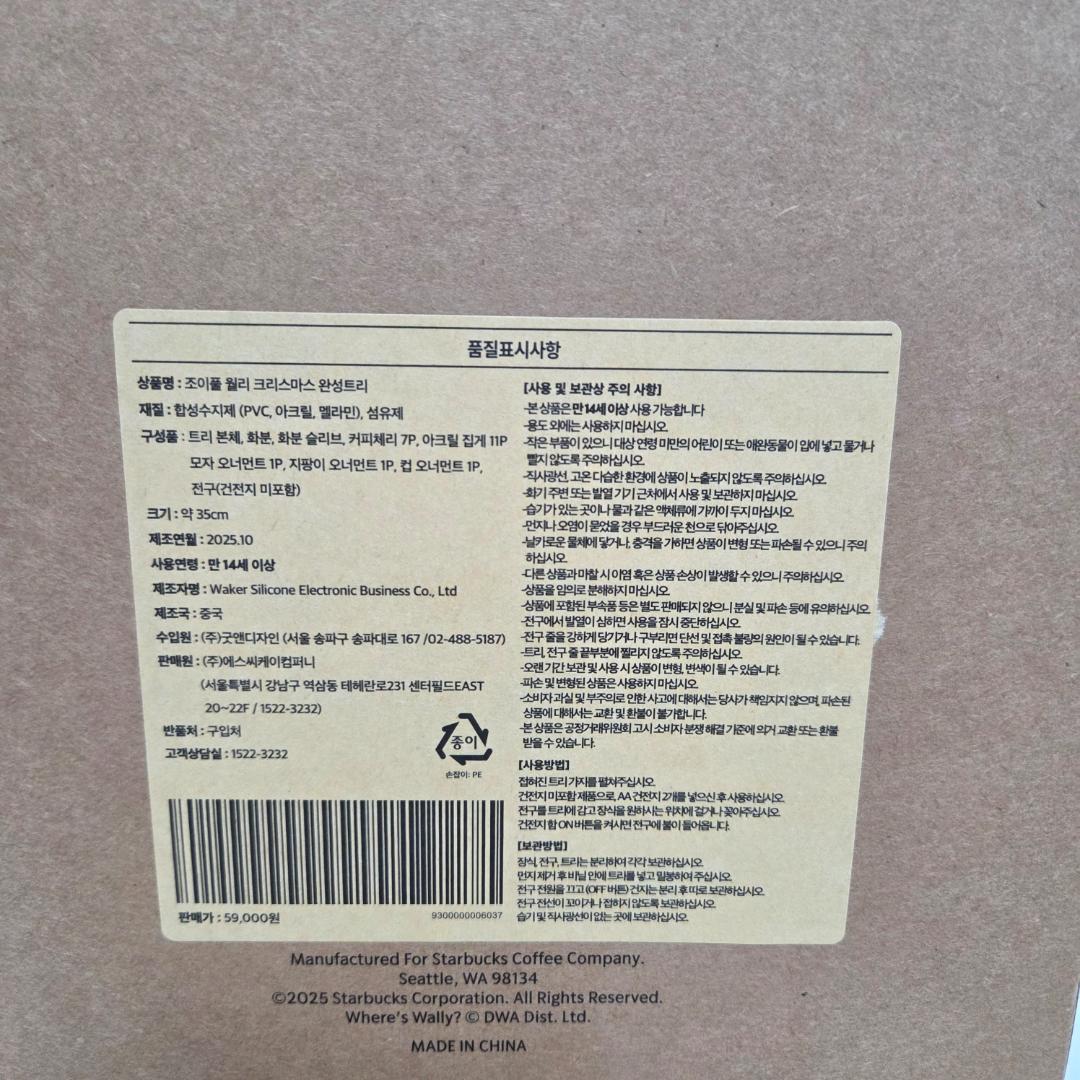 품질표시사항
상품명 : 조이풀 월리 크리스마스 완성트리
재질 : 합성수지제 (PVC, 아크릴, 멜라민), 섬유제
구성품 : 트리 본체, 화분, 화분 슬리브, 커피체리 7P, 아크릴 집게 11P
모자 오너먼트 1P, 지팡이 오너먼트 1P, 컵 오너먼트 1P,
전구(건전지 미포함)
크기 : 약 35cm
제조연월 : 2025.10
사용연령 : 만 14세 이상
제조자명 : Waker Silicone Electronic Business Co., Ltd
제조국 : 중국
수입원 : (주)굿앤디자인 (서울 송파구 송파대로 167 /02-488-5187)
판매원 : (주)에스씨케이컴퍼니
(서울특별시 강남구 역삼동 테헤란로231 센터필드EAST
20~22F / 1522-3232)
반품처 : 구입처
고객상담실 : 1522-3232
종이
손잡이: PE
판매가 : 59,000원
9300000006037
[사용 및 보관상 주의 사항]
-본 상품은 만 14세 이상 사용 가능합니다
-용도 외에는 사용하지 마십시오.
-작은 부품이 있으니 대상 연령 미만의 어린이 또는 애완동물이 입에 넣고 물거나
빨지 않도록 주의하십시오.
-직사광선, 고온 다습한 환경에 상품이 노출되지 않도록 주의하십시오.
-화기 주변 또는 발열 기기 근처에서 사용 및 보관하지 마십시오.
-습기가 있는 곳이나 물과 같은 액체류에 가까이 두지 마십시오.
-먼지나 오염이 묻었을 경우 부드러운 천으로 닦아주십시오.
-날카로운 물체에 닿거나, 충격을 가하면 상품이 변형 또는 파손될 수 있으니 주의
하십시오.
-다른 상품과 마찰 시 이염 혹은 상품 손상이 발생할 수 있으니 주의하십시오.
-상품을 임의로 분해하지 마십시오.
-상품에 포함된 부속품 등은 별도 판매되지 않으니 분실 및 파손 등에 유의하십시오.
-전구에서 발열이 심하면 사용을 잠시 중단하십시오.
-전구 줄을 강하게 당기거나 구부리면 단선 및 접촉 불량의 원인이 될 수 있습니다.
-트리, 전구 줄 끝부분에 찔리지 않도록 주의하십시오.
-오랜 기간 보관 및 사용 시 상품이 변형, 변색이 될 수 있습니다.
-파손 및 변형된 상품은 사용하지 마십시오.
-소비자 과실 및 부주의로 인한 사고에 대해서는 당사가 책임지지 않으며, 파손된
상품에 대해서는 교환 및 환불이 불가합니다.
-본 상품은 공정거래위원회 고시 소비자 분쟁 해결 기준에 의거 교환 또는 환불
받을 수 있습니다.
[사용방법]
접혀진 트리 가지를 펼쳐주십시오.
건전지 미포함 제품으로, AA 건전지 2개를 넣으신 후 사용하십시오.
전구를 트리에 감고 장식을 원하시는 위치에 걸거나 꽂아주십시오.
건전지 함 ON 버튼을 켜시면 전구에 불이 들어옵니다.
[보관방법]
장식, 전구, 트리는 분리하여 각각 보관하십시오.
먼지 제거 후 비닐 안에 트리를 넣고 밀봉하여 주십시오.
전구 전원을 끄고 (OFF 버튼) 건지는 분리 후 따로 보관하십시오.
전구 전선이 꼬이거나 접히지 않도록 보관하십시오.
습기 및 직사광선이 없는 곳에 보관하십시오.
Manufactured For Starbucks Coffee Company.
Seattle, WA 98134
©2025 Starbucks Corporation. All Rights Reserved.
Where's Wally? © DWA Dist. Ltd.
MADE IN CHINA